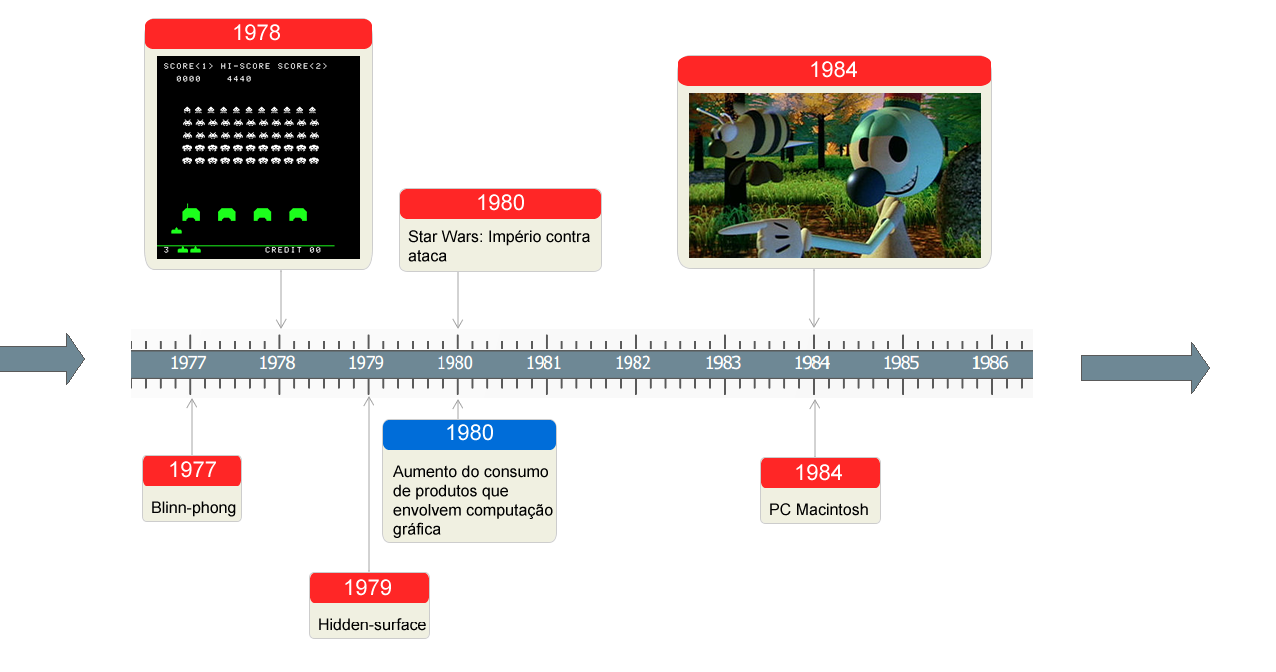 1978
SCORE<1> HI-SCORE SCORE<2>
0000 4440
3 CREDIT 00
1984
1980
Star Wars: Império contra
ataca
1977 1978 1979 1980 1981 1982 1983 1984 1985 1986
1977
Blinn-phong
1980
Aumento do consumo
de produtos que
envolvem computação
gráfica
1984
PC Macintosh
1979
Hidden-surface